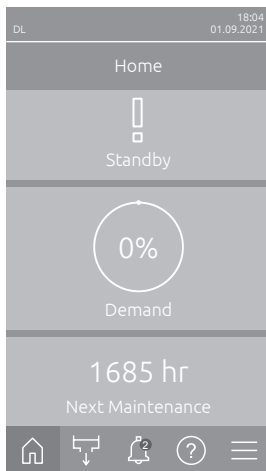 18:04
DL 01.09.2021
Home
Standby
0%
Demand
1685 hr
Next Maintenance
2
?